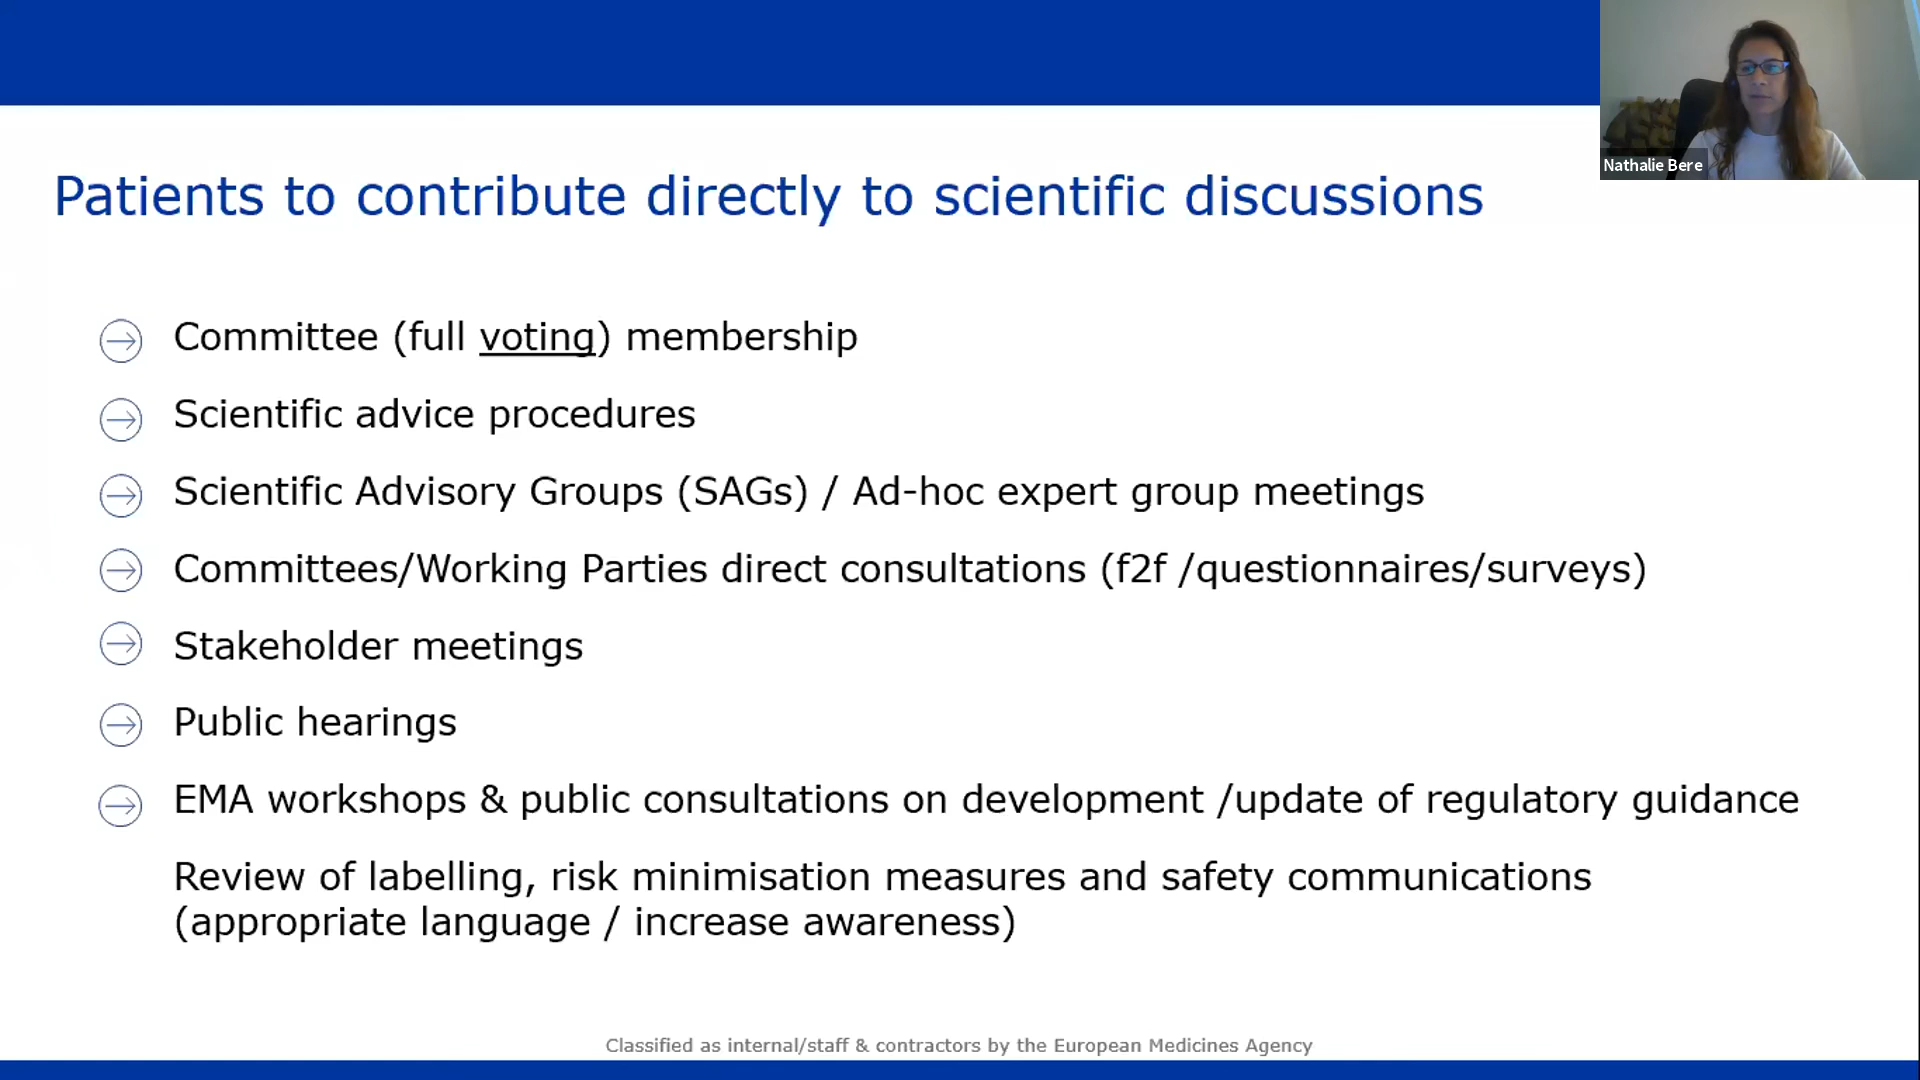 Nathalie Bere
Patients to contribute directly to scientific discussions
Committee (full voting) membership
Scientific advice procedures
Scientific Advisory Groups (SAGs) / Ad-hoc expert group meetings
Committees/Working Parties direct consultations (f2f /questionnaires/surveys)
Stakeholder meetings
Public hearings
EMA workshops & public consultations on development /update of regulatory guidance
Review of labelling, risk minimisation measures and safety communications
(appropriate language / increase awareness)
Classified as internal/staff & contractors by the European Medicines Agency